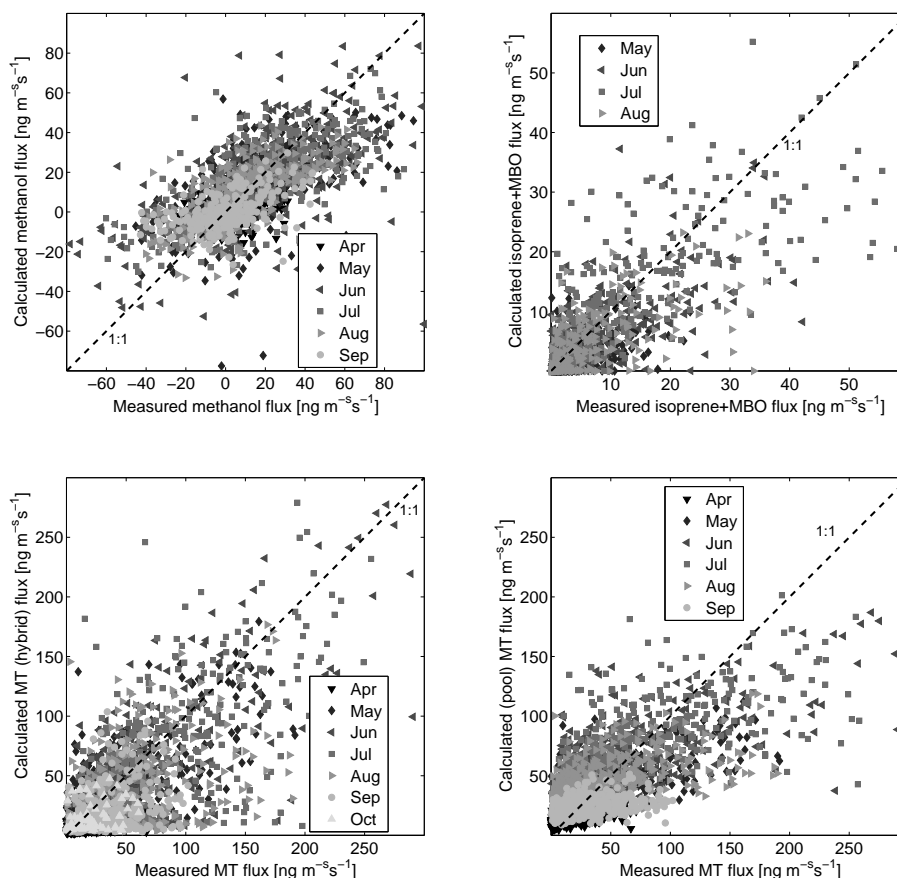 80
60
40
20
0
−20
−40
−60
−60 −40 −20 0 20 40 60 80
Calculated methanol flux [ng m⁻ˢs⁻¹]
Measured methanol flux [ng m⁻ˢs⁻¹]
1:1
Apr
May
Jun
Jul
Aug
Sep
50
40
30
20
10
10 20 30 40 50
Calculated isoprene+MBO flux [ng m⁻ˢs⁻¹]
Measured isoprene+MBO flux [ng m⁻ˢs⁻¹]
1:1
May
Jun
Jul
Aug
250
200
150
100
50
50 100 150 200 250
Calculated MT (hybrid) flux [ng m⁻ˢs⁻¹]
Measured MT flux [ng m⁻ˢs⁻¹]
1:1
Apr
May
Jun
Jul
Aug
Sep
Oct
250
200
150
100
50
50 100 150 200 250
Calculated (pool) MT flux [ng m⁻ˢs⁻¹]
Measured MT flux [ng m⁻ˢs⁻¹]
1:1
Apr
May
Jun
Jul
Aug
Sep